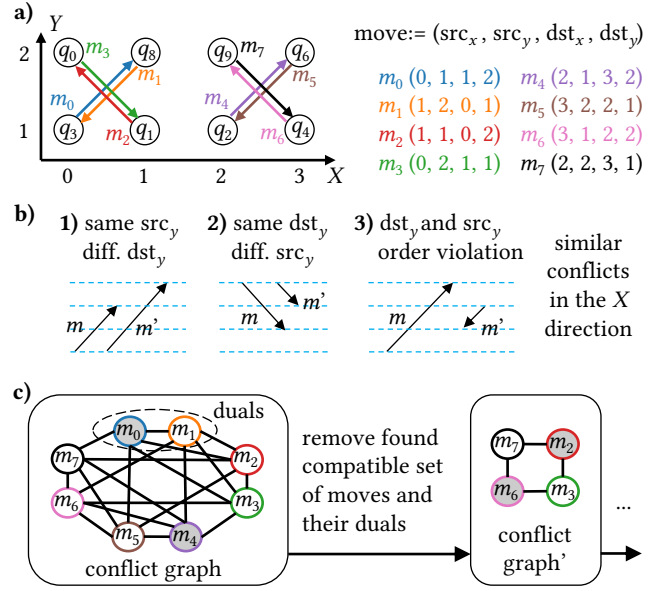 a)
Y
2
1
q0
m3
q8
m1
m0
m2
q3
q1
q9
m7
q6
m5
m4
m6
q2
q4
0 1 2 3 X
move:= (srcx , srcy , dstx , dsty)
m0 (0, 1, 1, 2) m4 (2, 1, 3, 2)
m1 (1, 2, 0, 1) m5 (3, 2, 2, 1)
m2 (1, 1, 0, 2) m6 (3, 1, 2, 2)
m3 (0, 2, 1, 1) m7 (2, 2, 3, 1)
b)
1) same srcy
diff. dsty
m
m'
2) same dsty
diff. srcy
m
m'
3) dsty and srcy
order violation
m
m'
similar
conflicts
in the X
direction
c)
duals
m0
m1
m7
m2
m6
m3
m5
m4
conflict graph
remove found
compatible set
of moves and
their duals
m7
m2
m6
m3
conflict
graph'
...